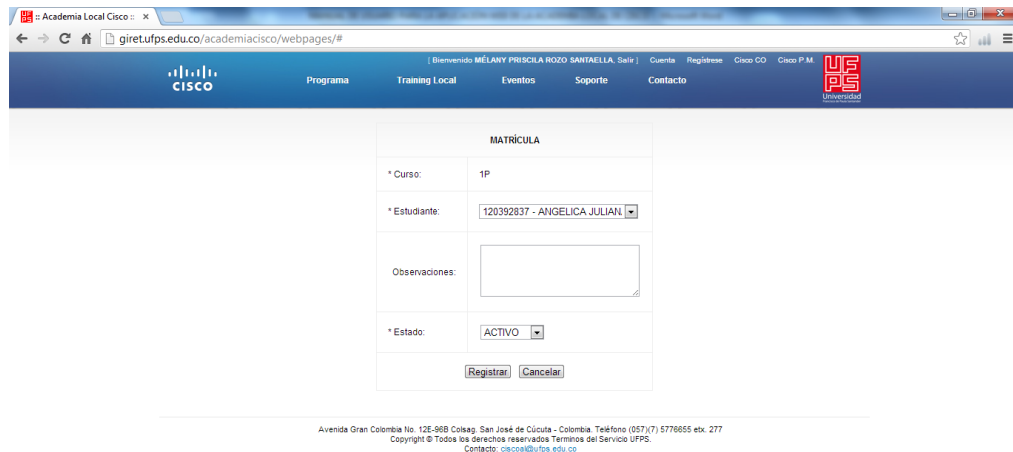 :: Academia Local Cisco ::
giret.ufps.edu.co/academiacisco/webpages/#
[ Bienvenido MÉLANY PRISCILA ROZO SANTAELLA, Salir ] Cuenta Regístrese Cisco CO Cisco P.M.
CISCO
Programa Training Local Eventos Soporte Contacto
UFPS
Universidad
MATRÍCULA
* Curso: 1P
* Estudiante: 120392837 - ANGELICA JULIAN
Observaciones:
* Estado: ACTIVO
Registrar Cancelar
Avenida Gran Colombia No. 12E-96B Colsag. San José de Cúcuta - Colombia. Teléfono (057)(7) 5776655 etx. 277
Copyright © Todos los derechos reservados Terminos del Servicio UFPS.
Contacto: ciscoal@ufps.edu.co